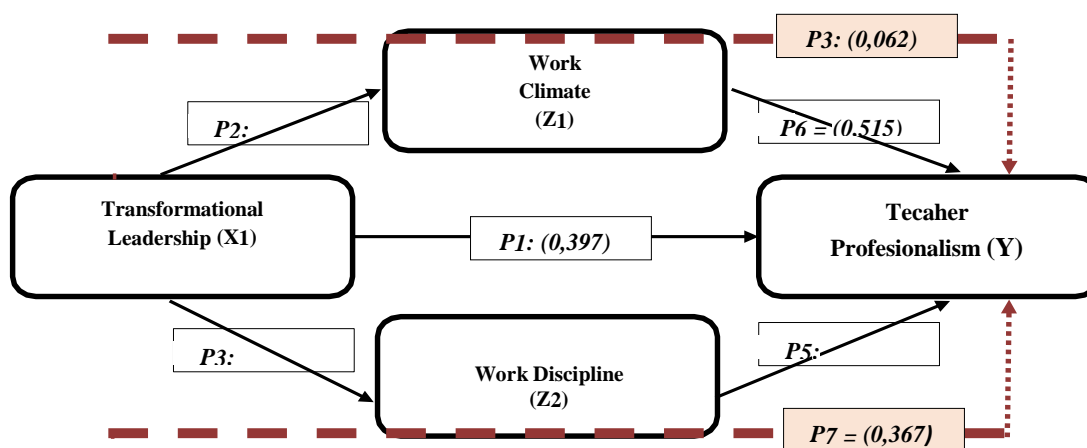 P3: (0,062)
Work
Climate
(Z1)
P2:
P6 = (0.515)
Transformational
Leadership (X1)
P1: (0,397)
Tecaher
Profesionalism (Y)
P3:
P5:
Work Discipline
(Z2)
P7 = (0,367)